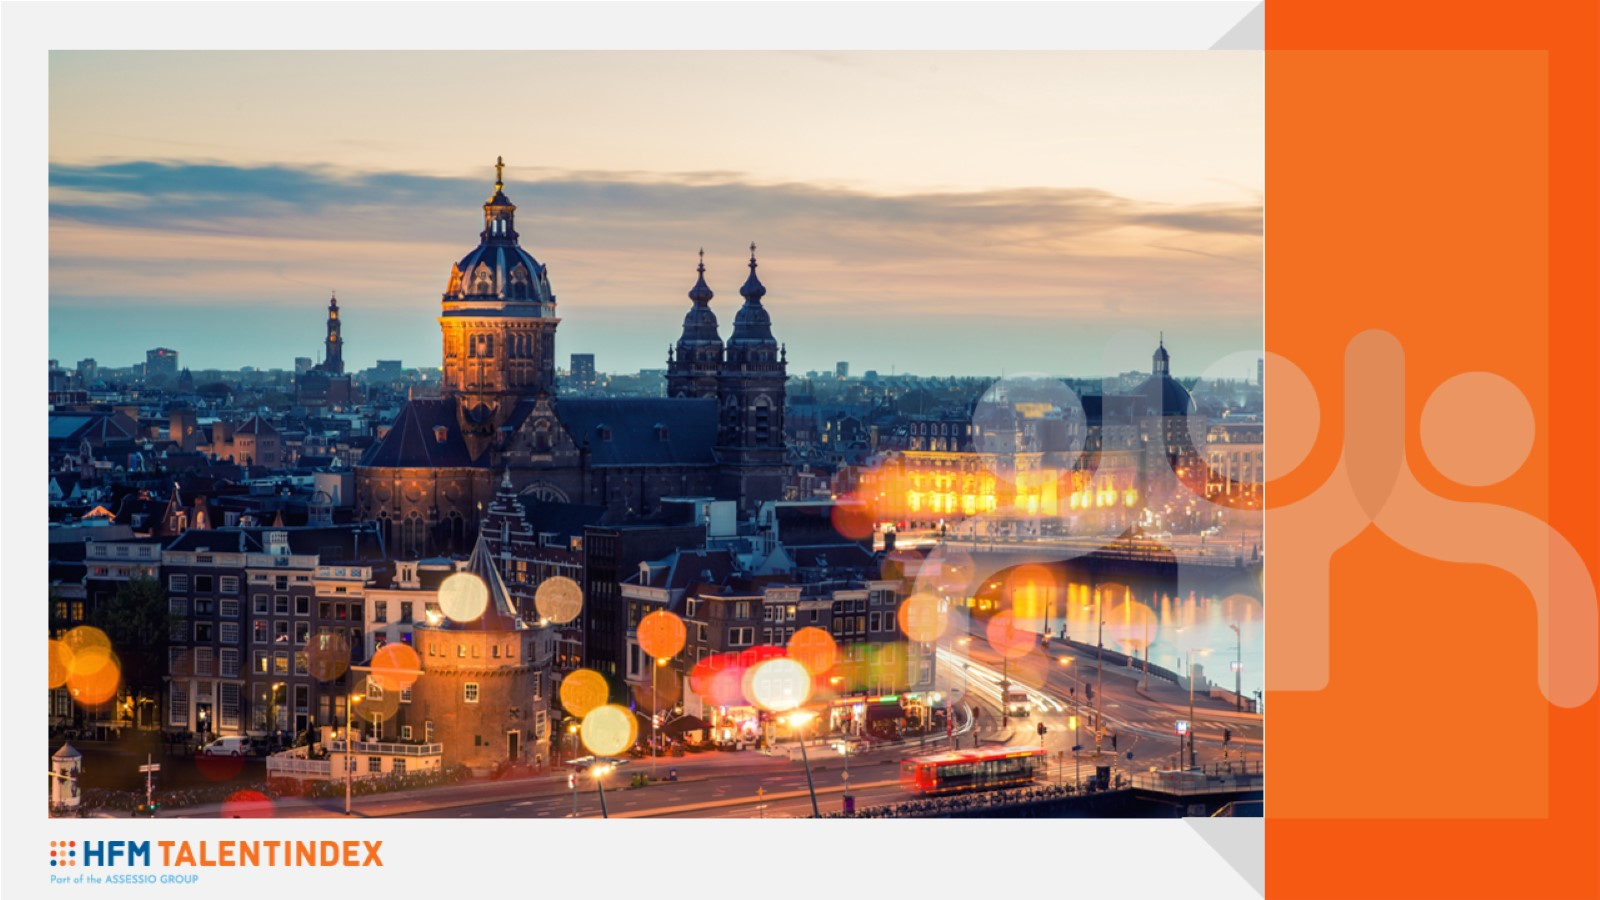 HFM TALENTINDEX
Part of the ASSESSIO GROUP